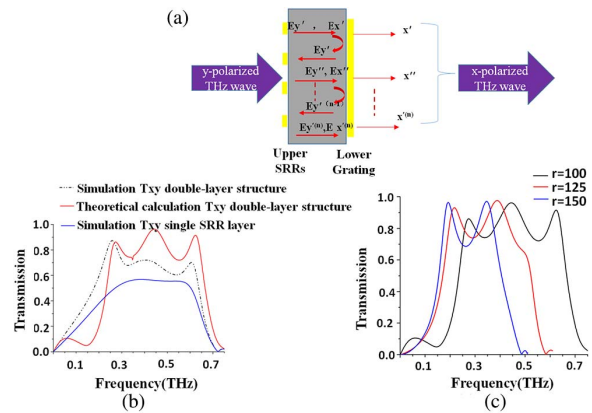 (a)
Ey′ , Ex′
x′
Ey′
y-polarized
THz wave
Ey″, Ex″
x″
x-polarized
THz wave
Ey′
Ey′(n),E x′(n)
x′(n)
Upper
SRRs
Lower
Grating
Simulation Txy double-layer structure
Theoretical calculation Txy double-layer structure
Simulation Txy single SRR layer
Transmission
1.0
0.8
0.6
0.4
0.2
0.0
0.1 0.3 0.5 0.7
Frequency(THz)
(b)
r=100
r=125
r=150
Transmission
1.0
0.8
0.6
0.4
0.2
0.0
0.1 0.3 0.5 0.7
Frequency(THz)
(c)